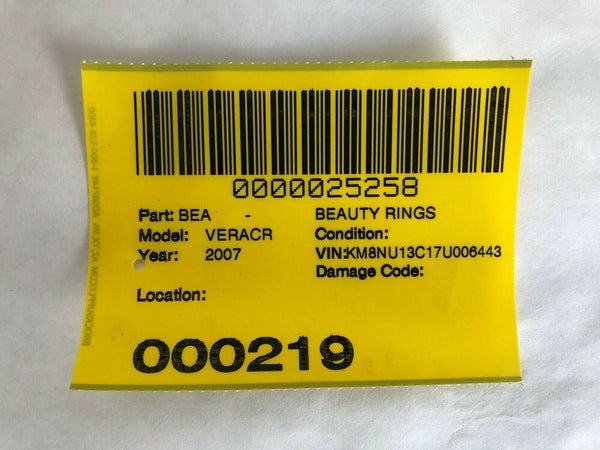 0000025258
Part: BEA - BEAUTY RINGS
Model: VERACR Condition:
Year: 2007 VIN:KM8NU13C17U006443
Damage Code:
Location:
000219